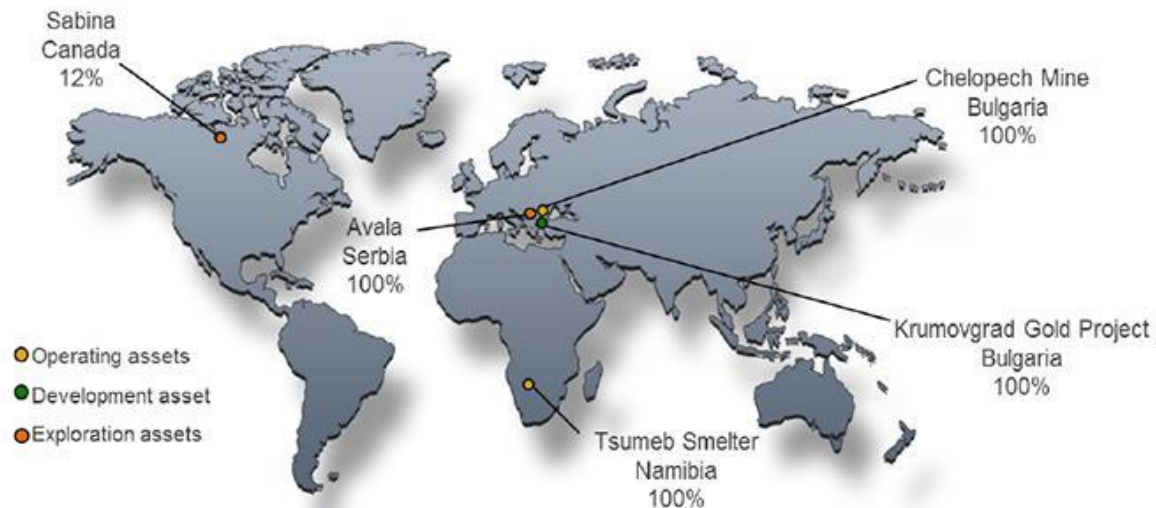 Sabina
Canada
12%
Chelopech Mine
Bulgaria
100%
Avala
Serbia
100%
Krumovgrad Gold Project
Bulgaria
100%
Operating assets
Development asset
Exploration assets
Tsumeb Smelter
Namibia
100%